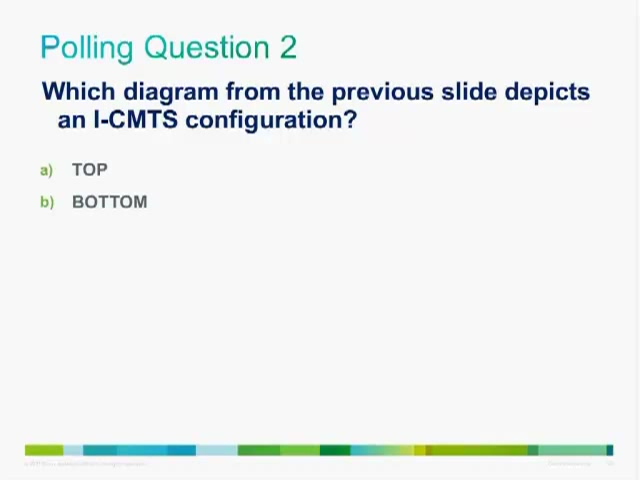 Polling Question 2
Which diagram from the previous slide depicts
an I-CMTS configuration?
a) TOP
b) BOTTOM